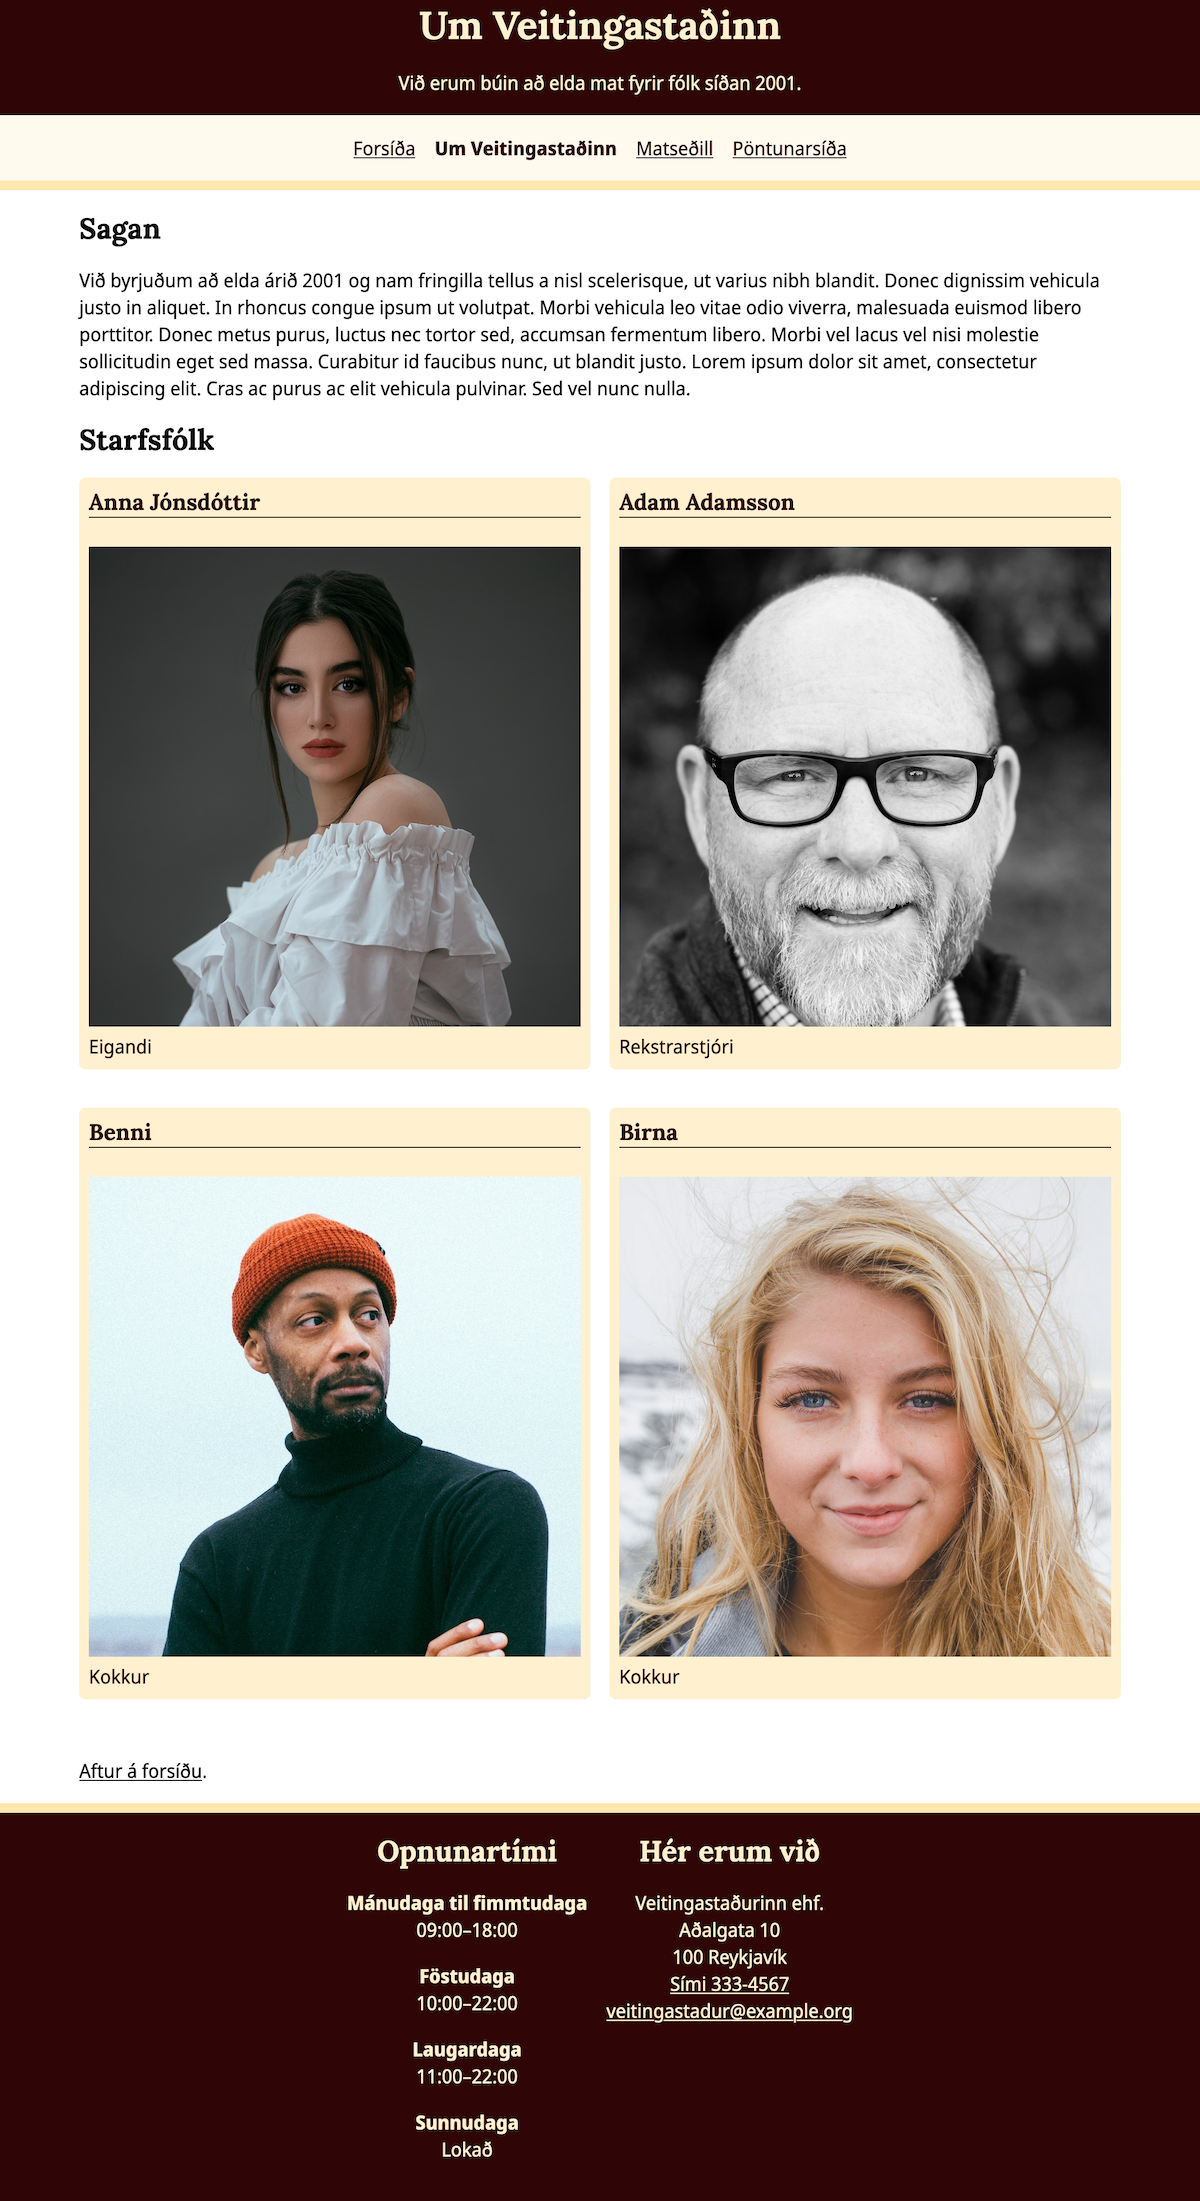 Um Veitingastaðinn
Við erum búin að elda mat fyrir fólk síðan 2001.
Forsíða Um Veitingastaðinn Matseðill Pöntunarsíða
Sagan
Við byrjuðum að elda árið 2001 og nam fringilla tellus a nisl scelerisque, ut varius nibh blandit. Donec dignissim vehicula
justo in aliquet. In rhoncus congue ipsum ut volutpat. Morbi vehicula leo vitae odio viverra, malesuada euismod libero
porttitor. Donec metus purus, luctus nec tortor sed, accumsan fermentum libero. Morbi vel lacus vel nisi molestie
sollicitudin eget sed massa. Curabitur id faucibus nunc, ut blandit justo. Lorem ipsum dolor sit amet, consectetur
adipiscing elit. Cras ac purus ac elit vehicula pulvinar. Sed vel nunc nulla.
Starfsfólk
Anna Jónsdóttir
Eigandi
Adam Adamsson
Rekstrarstjóri
Benni
Kokkur
Birna
Kokkur
Aftur á forsíðu.
Opnunartími
Mánudaga til fimmtudaga
09:00–18:00
Föstudaga
10:00–22:00
Laugardaga
11:00–22:00
Sunnudaga
Lokað
Hér erum við
Veitingastaðurinn ehf.
Aðalgata 10
100 Reykjavík
Sími 333-4567
veitingastadur@example.org